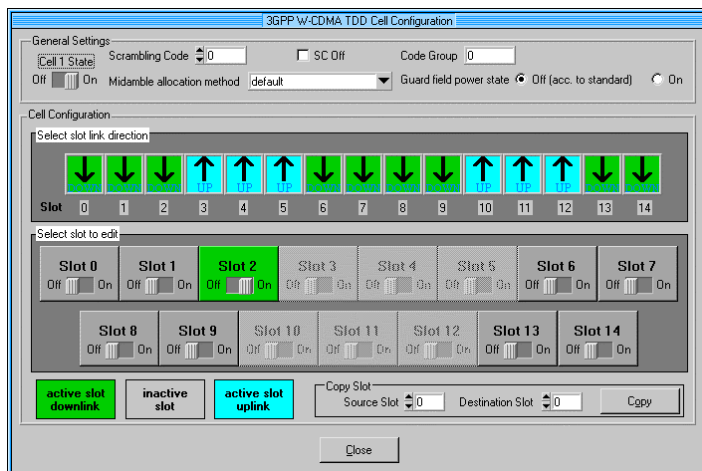 3GPP W-CDMA TDD Cell Configuration
General Settings
Cell 1 State
Off On
Scrambling Code 0 SC Off Code Group 0
Midamble allocation method default Guard field power state Off (acc. to standard) On
Cell Configuration
Select slot link direction
DOWN DOWN DOWN UP UP UP DOWN DOWN DOWN DOWN UP UP UP DOWN DOWN
Slot 0 1 2 3 4 5 6 7 8 9 10 11 12 13 14
Select slot to edit
Slot 0 Slot 1 Slot 2 Slot 3 Slot 4 Slot 5 Slot 6 Slot 7
Off On Off On Off On Off On Off On Off On Off On Off On
Slot 8 Slot 9 Slot 10 Slot 11 Slot 12 Slot 13 Slot 14
Off On Off On Off On Off On Off On Off On Off On
active slot downlink
inactive slot
active slot uplink
Copy Slot
Source Slot 0 Destination Slot 0 Copy
Close